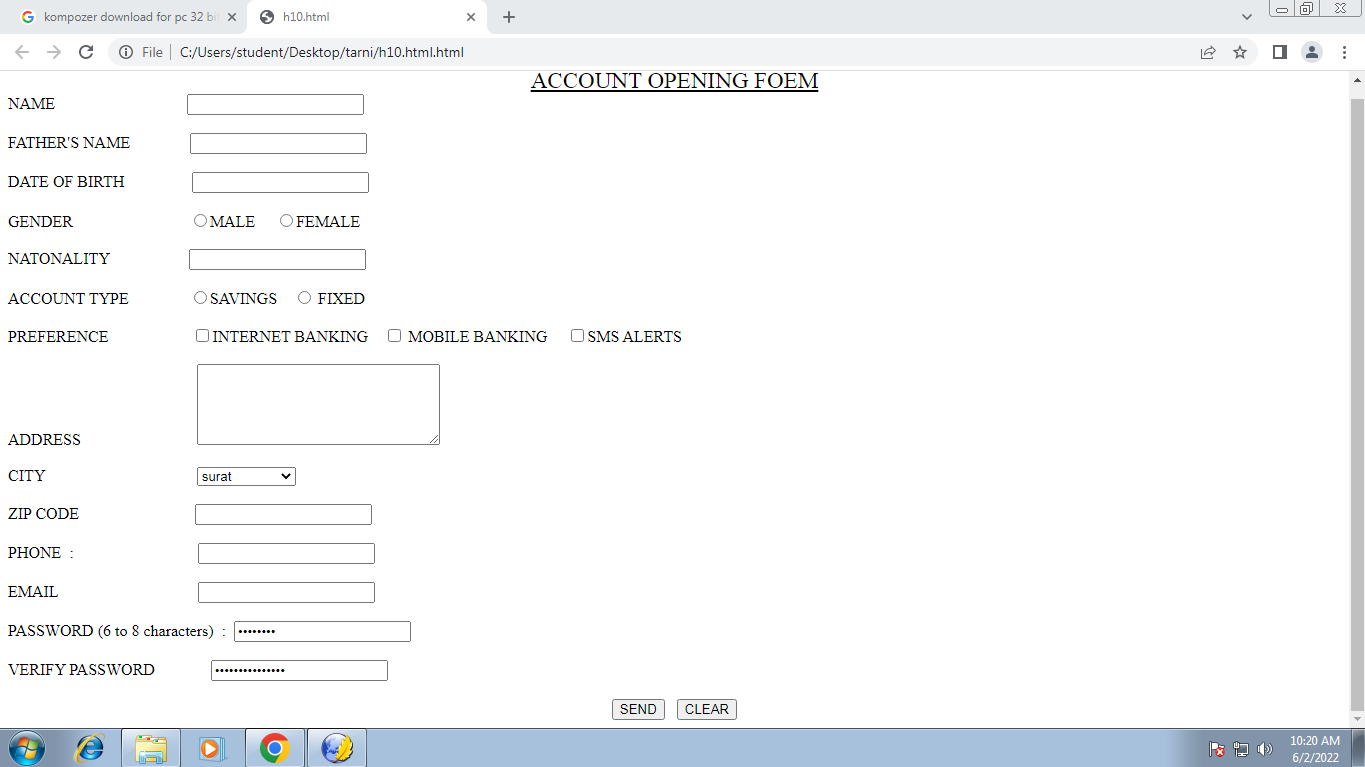 kompozer download for pc 32 bi
h10.html
File
C:/Users/student/Desktop/tarni/h10.html.html
ACCOUNT OPENING FOEM
NAME
FATHER'S NAME
DATE OF BIRTH
GENDER MALE FEMALE
NATONALITY
ACCOUNT TYPE SAVINGS FIXED
PREFERENCE INTERNET BANKING MOBILE BANKING SMS ALERTS
ADDRESS
CITY surat
ZIP CODE
PHONE :
EMAIL
PASSWORD (6 to 8 characters) : ••••••••
VERIFY PASSWORD •••••••••••••••
SEND CLEAR
10:20 AM
6/2/2022